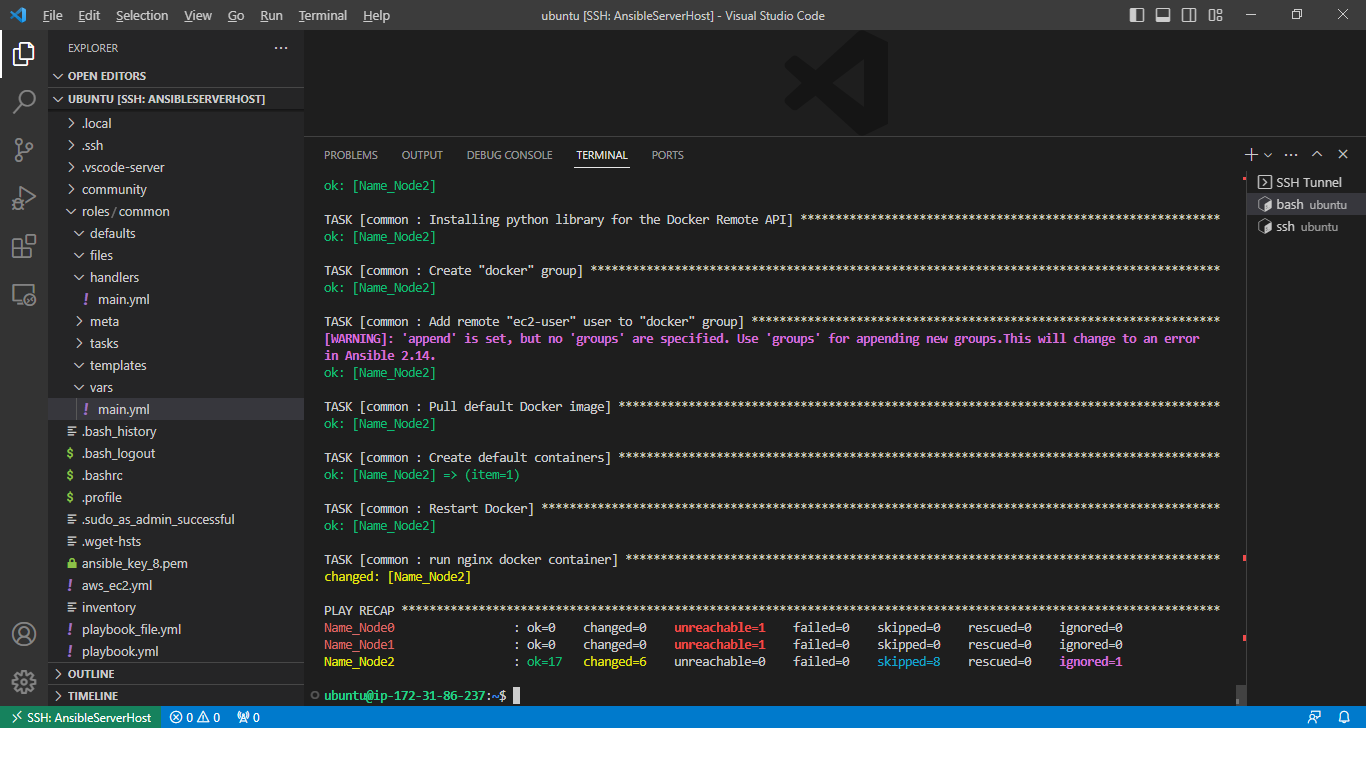 File Edit Selection View Go Run Terminal Help ubuntu [SSH: AnsibleServerHost] - Visual Studio Code
EXPLORER
OPEN EDITORS
UBUNTU [SSH: ANSIBLESERVERHOST]
.local
.ssh
.vscode-server
community
roles/common
defaults
files
handlers
! main.yml
meta
tasks
templates
vars
! main.yml
.bash_history
$ .bash_logout
$ .bashrc
$ .profile
.sudo_as_admin_successful
.wget-hsts
ansible_key_8.pem
! aws_ec2.yml
inventory
! playbook_file.yml
! playbook.yml
OUTLINE
TIMELINE
PROBLEMS OUTPUT DEBUG CONSOLE TERMINAL PORTS
ok: [Name_Node2]
TASK [common : Installing python library for the Docker Remote API] ************************************************************
ok: [Name_Node2]
TASK [common : Create "docker" group] ******************************************************************************************
ok: [Name_Node2]
TASK [common : Add remote "ec2-user" user to "docker" group] *******************************************************************
[WARNING]: 'append' is set, but no 'groups' are specified. Use 'groups' for appending new groups.This will change to an error
in Ansible 2.14.
ok: [Name_Node2]
TASK [common : Pull default Docker image] **************************************************************************************
ok: [Name_Node2]
TASK [common : Create default containers] **************************************************************************************
ok: [Name_Node2] => (item=1)
TASK [common : Restart Docker] *************************************************************************************************
ok: [Name_Node2]
TASK [common : run nginx docker container] *************************************************************************************
changed: [Name_Node2]
PLAY RECAP *********************************************************************************************************************
Name_Node0 : ok=0 changed=0 unreachable=1 failed=0 skipped=0 rescued=0 ignored=0
Name_Node1 : ok=0 changed=0 unreachable=1 failed=0 skipped=0 rescued=0 ignored=0
Name_Node2 : ok=17 changed=6 unreachable=0 failed=0 skipped=8 rescued=0 ignored=1
ubuntu@ip-172-31-86-237:~$
SSH Tunnel
bash ubuntu
ssh ubuntu
SSH: AnsibleServerHost 0 0 0